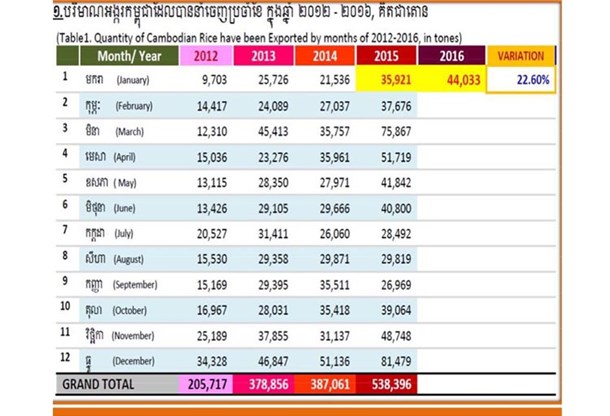 ១.បរិមាណអង្ករកម្ពុជាដែលបាននាំចេញប្រចាំខែ ក្នុងឆ្នាំ ២០១២ - ២០១៦, គិតជាតោន
(Table1. Quantity of Cambodian Rice have been Exported by months of 2012-2016, in tones)
Month/ Year 2012 2013 2014 2015 2016 VARIATION
1 មករា (January) 9,703 25,726 21,536 35,921 44,033 22.60%
2 កុម្ភៈ (February) 14,417 24,089 27,037 37,676
3 មិនា (March) 12,310 45,413 35,757 75,867
4 មេសា (April) 15,036 23,276 35,961 51,719
5 ឧសភា ( May) 13,115 28,350 27,971 41,842
6 មិថុនា (June) 13,426 29,105 29,666 40,800
7 កក្កដា (July) 20,527 31,411 26,060 28,492
8 សីហា (August) 15,530 29,358 29,871 29,819
9 កញ្ញា (September) 15,169 29,395 35,511 26,969
10 តុលា (October) 16,967 28,031 35,418 39,064
11 វិច្ឆិកា (November) 25,189 37,855 31,137 48,748
12 ធ្នូ (December) 34,328 46,847 51,136 81,479
GRAND TOTAL 205,717 378,856 387,061 538,396